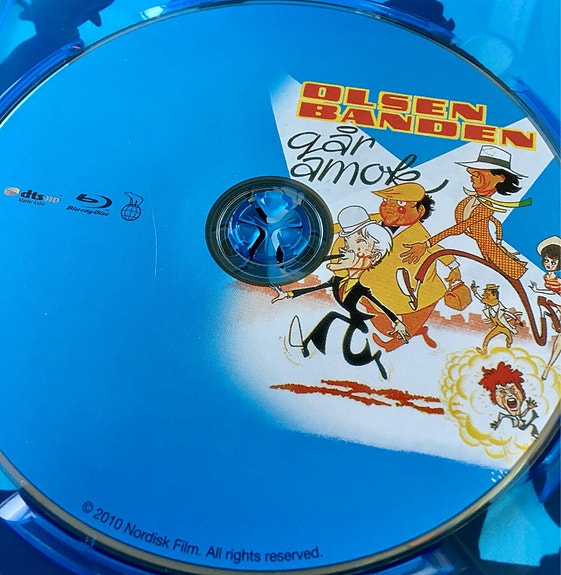 OLSEN
BANDEN
går
amok
dts HD
Master Audio
Blu-ray Disc
© 2010 Nordisk Film. All rights reserved.